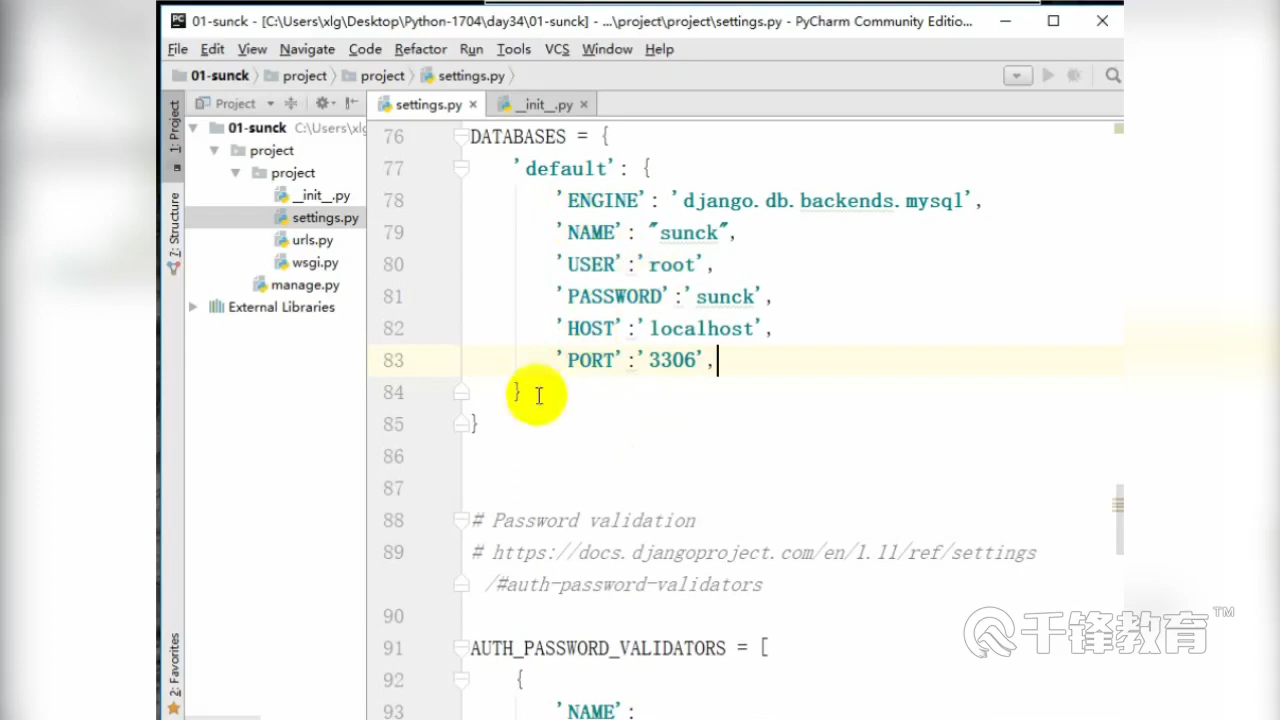 01-sunck - [C:\Users\xlg\Desktop\Python-1704\day34\01-sunck] - ...\project\project\settings.py - PyCharm Community Editio...
File Edit View Navigate Code Refactor Run Tools VCS Window Help
01-sunck project project settings.py
Project settings.py __init__.py
1: Project
7: Structure
2: Favorites
01-sunck C:\Users\xlg
project
project
__init__.py
settings.py
urls.py
wsgi.py
manage.py
External Libraries
76 DATABASES = {
77 'default': {
78 'ENGINE': 'django.db.backends.mysql',
79 'NAME': "sunck",
80 'USER':'root',
81 'PASSWORD':'sunck',
82 'HOST':'localhost',
83 'PORT':'3306',
84 }
85 }
86
87
88 # Password validation
89 # https://docs.djangoproject.com/en/1.11/ref/settings
/#auth-password-validators
90
91 AUTH_PASSWORD_VALIDATORS = [
92 {
93 'NAME':
千锋教育™